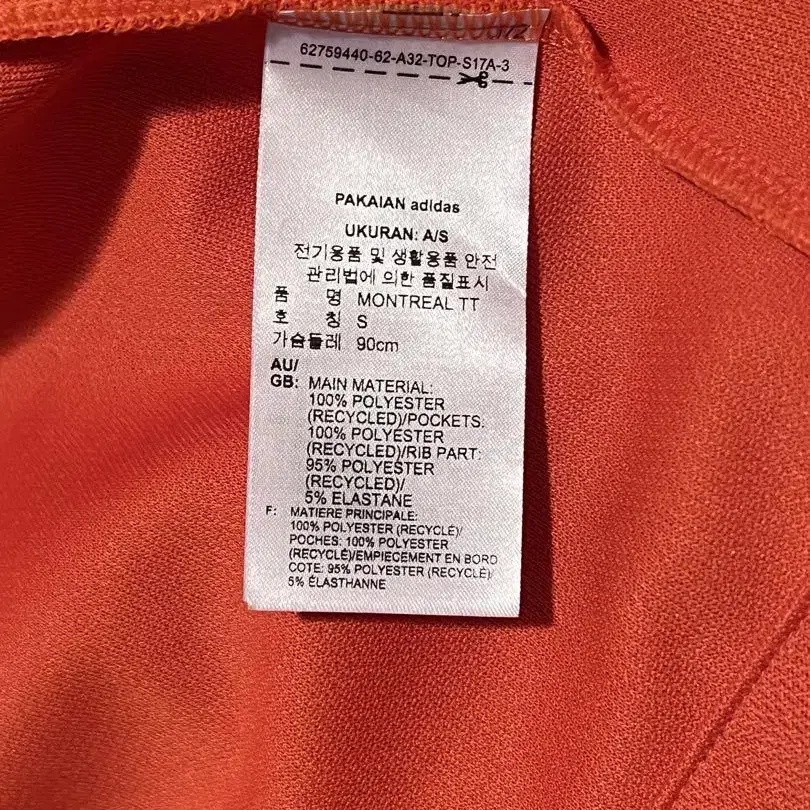 62759440-62-A32-TOP-S17A-3
PAKAIAN adidas
UKURAN: A/S
전기용품 및 생활용품 안전
관리법에 의한 품질표시
품 명 MONTREAL TT
호 칭 S
가슴둘레 90cm
AU/
GB: MAIN MATERIAL:
100% POLYESTER
(RECYCLED)/POCKETS:
100% POLYESTER
(RECYCLED)/RIB PART:
95% POLYESTER
(RECYCLED)/
5% ELASTANE
F: MATIERE PRINCIPALE:
100% POLYESTER (RECYCLÉ)/
POCHES: 100% POLYESTER
(RECYCLÉ)/EMPIECEMENT EN BORD
COTE: 95% POLYESTER (RECYCLÉ)/
5% ÉLASTHANNE